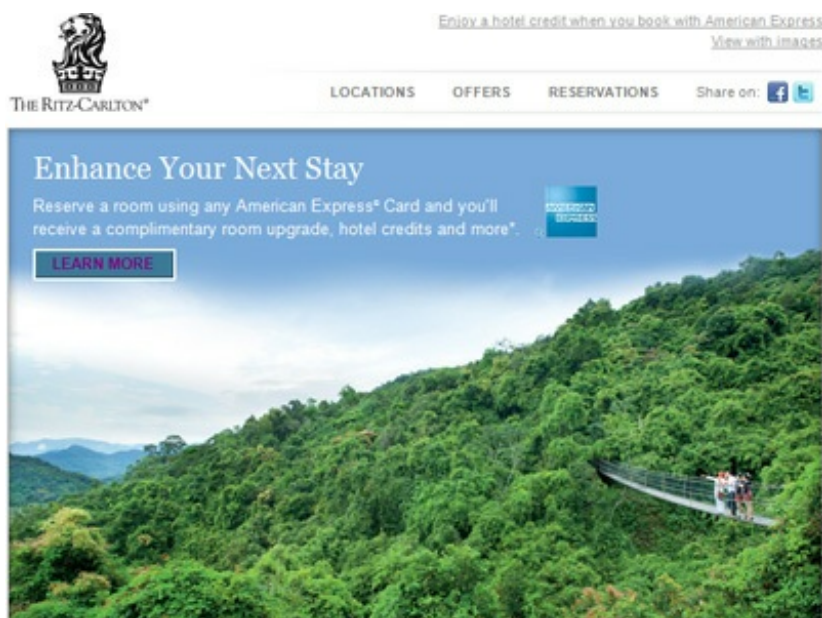 Enjoy a hotel credit when you book with American Express
View with images
THE RITZ-CARLTON®
LOCATIONS OFFERS RESERVATIONS Share on:
Enhance Your Next Stay
Reserve a room using any American Express® Card and you'll
receive a complimentary room upgrade, hotel credits and more*.
AMERICAN
EXPRESS
LEARN MORE